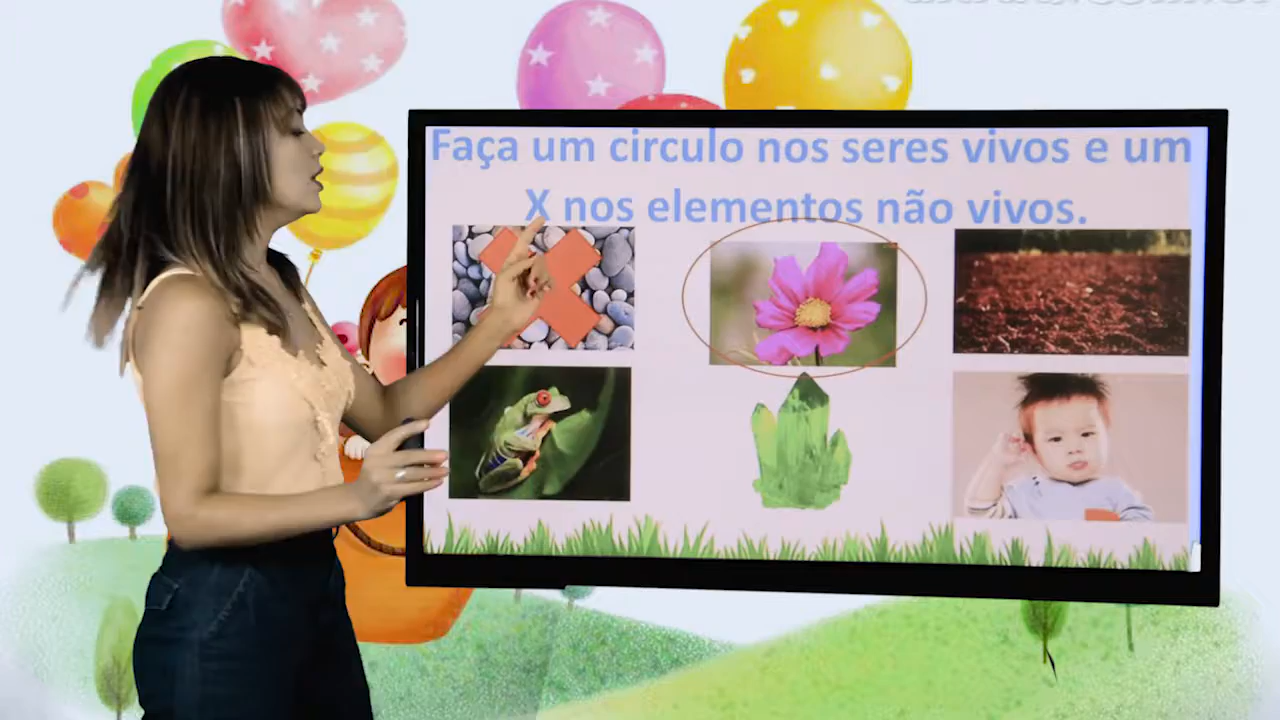 Faça um circulo nos seres vivos e um
X nos elementos não vivos.